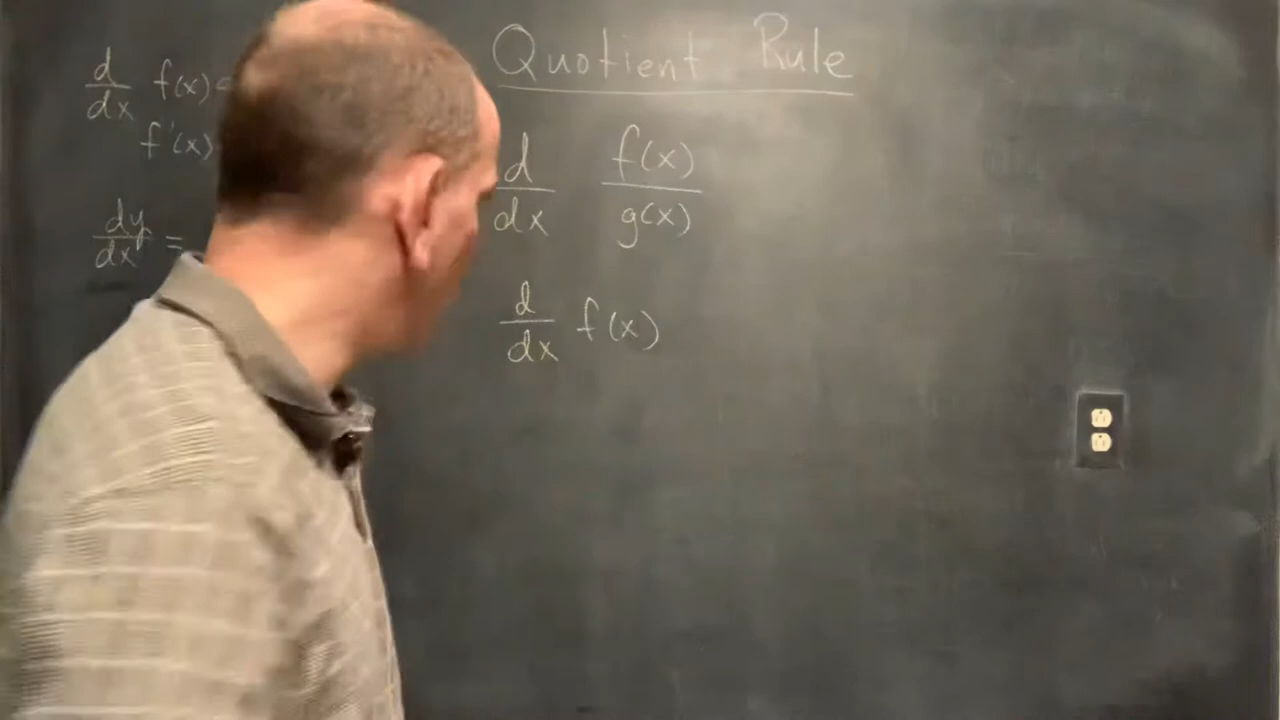 Quotient Rule
d/dx f(x)
f'(x)
dy/dx =
d/dx f(x)/g(x)
d/dx f(x)